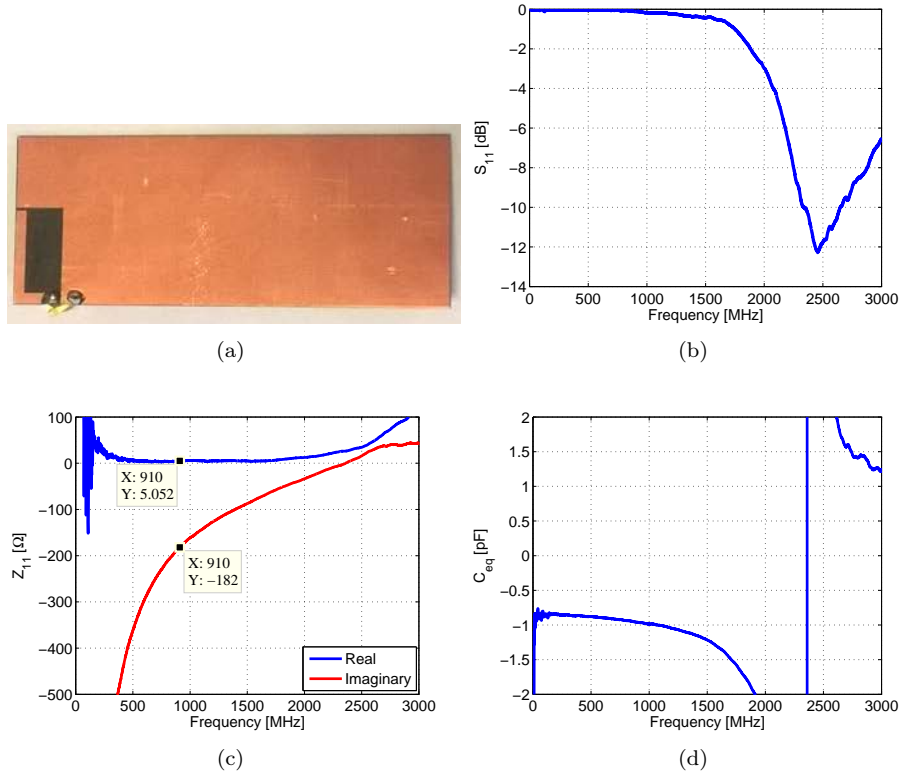 0
−2
−4
−6
−8
−10
−12
−14
S11 [dB]
0 500 1000 1500 2000 2500 3000
Frequency [MHz]
(a)
(b)
100
0
−100
−200
−300
−400
−500
Z11 [Ω]
X: 910
Y: 5.052
X: 910
Y: −182
Real
Imaginary
0 500 1000 1500 2000 2500 3000
Frequency [MHz]
2
1.5
1
0.5
0
−0.5
−1
−1.5
−2
Ceq [pF]
0 500 1000 1500 2000 2500 3000
Frequency [MHz]
(c)
(d)